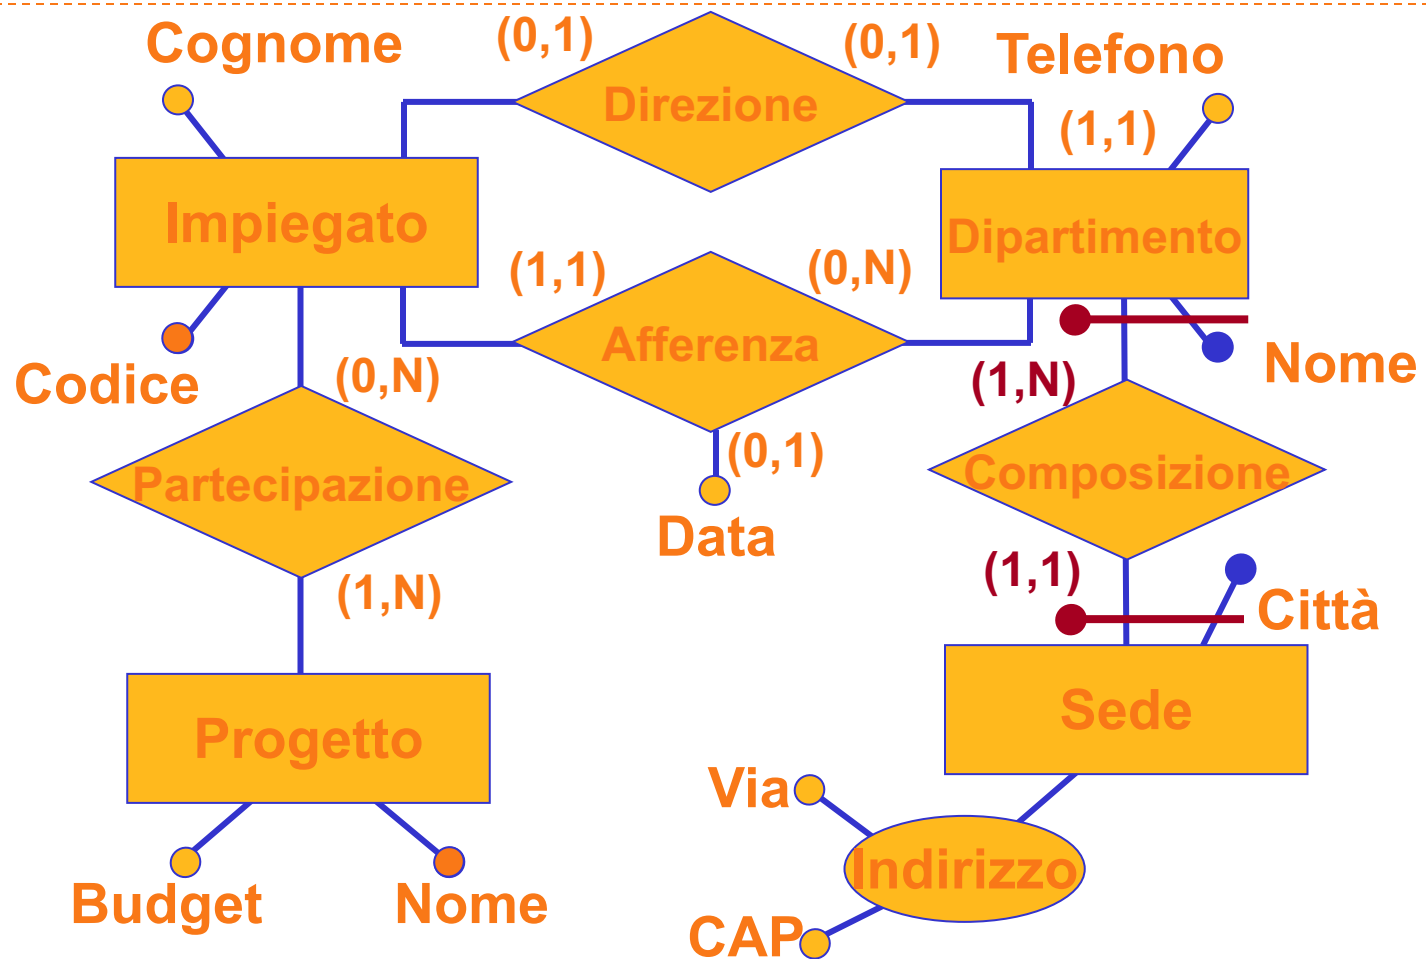 Cognome
(0,1)
(0,1)
Telefono
Direzione
(1,1)
Impiegato
Dipartimento
(1,1)
(0,N)
Afferenza
Codice
(0,N)
(1,N)
Nome
Partecipazione
(0,1)
Composizione
Data
(1,N)
(1,1)
Città
Progetto
Sede
Via
Indirizzo
Budget
Nome
CAP